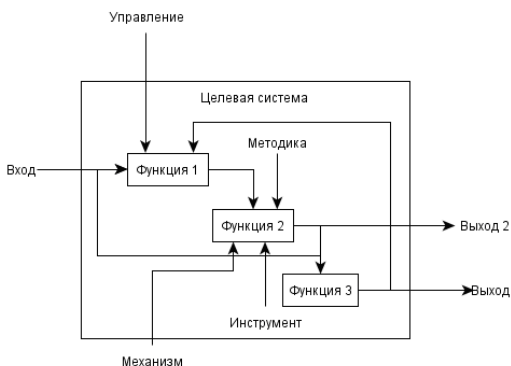 Управление
Целевая система
Методика
Вход
Функция 1
Функция 2
Выход 2
Функция 3
Выход
Инструмент
Механизм